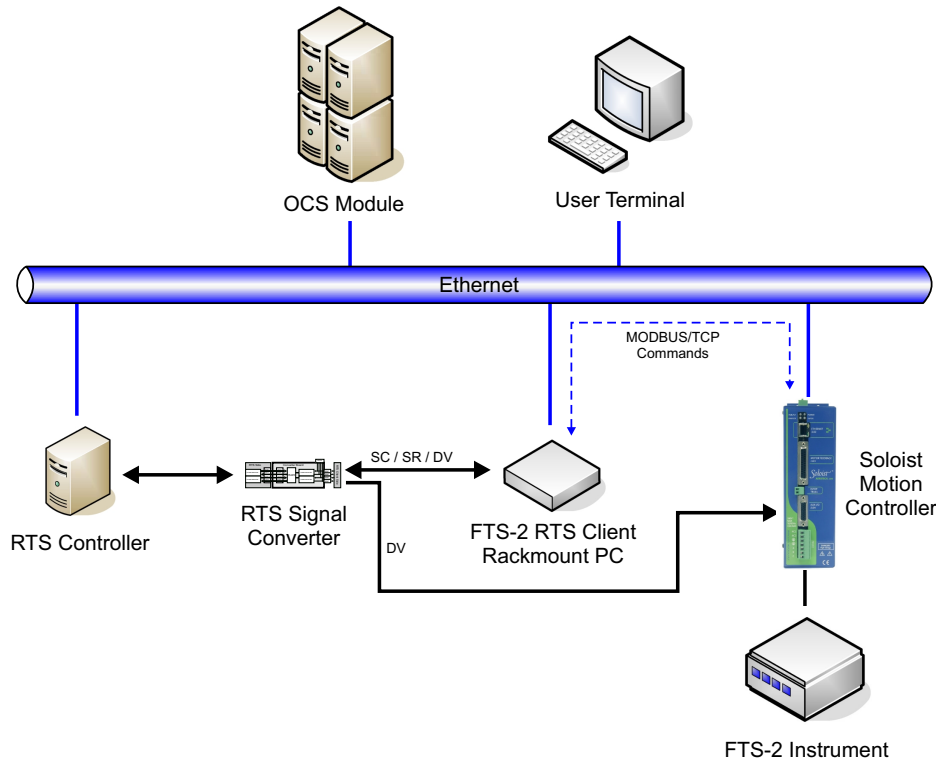 OCS Module
User Terminal
Ethernet
MODBUS/TCP
Commands
SC / SR / DV
Soloist
Soloist
Motion
Controller
RTS Controller
RTS Signal
Converter
FTS-2 RTS Client
Rackmount PC
DV
FTS-2 Instrument